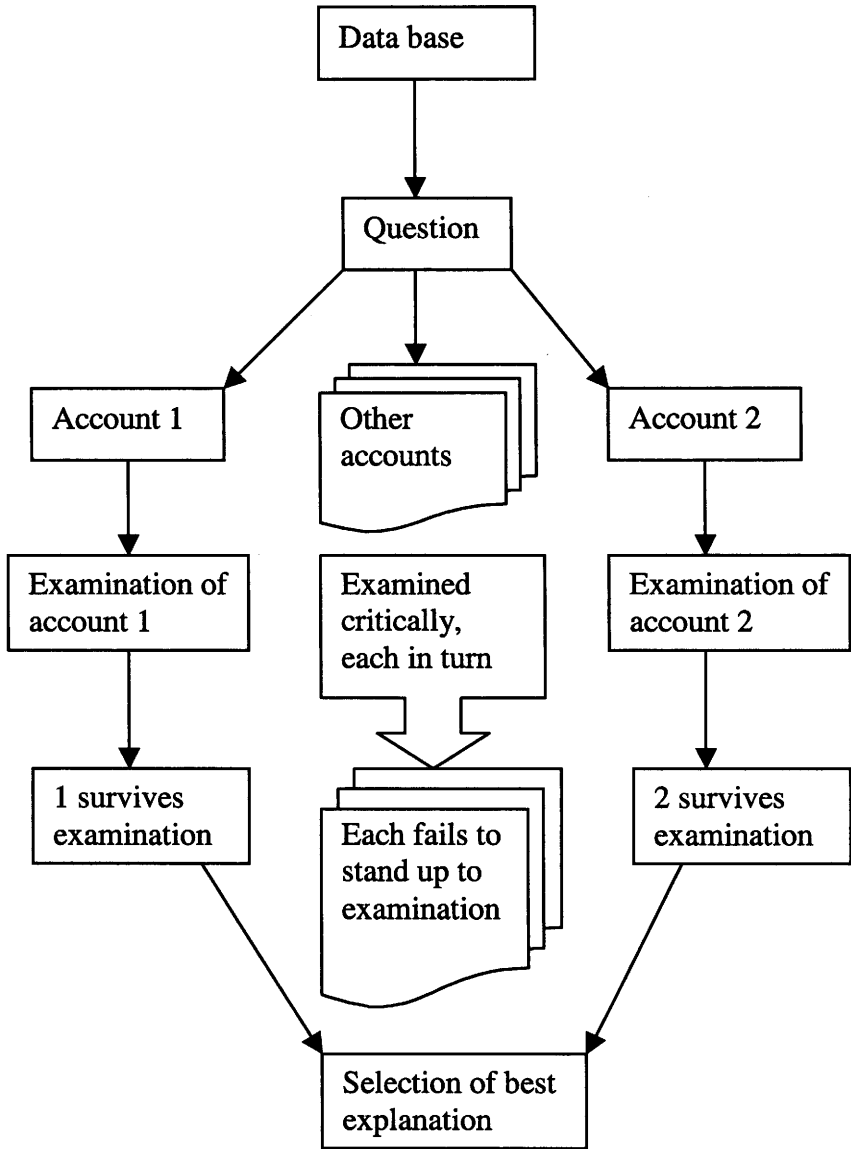 Data base
Question
Account 1
Other
accounts
Account 2
Examination of
account 1
Examined
critically,
each in turn
Examination of
account 2
1 survives
examination
Each fails to
stand up to
examination
2 survives
examination
Selection of best
explanation